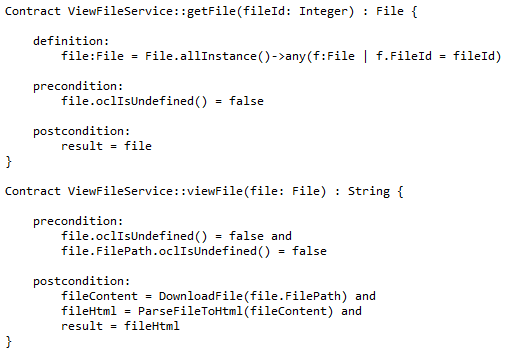 Contract ViewFileService::getFile(fileId: Integer) : File {
definition:
file:File = File.allInstance()->any(f:File | f.FileId = fileId)
precondition:
file.oclIsUndefined() = false
postcondition:
result = file
}
Contract ViewFileService::viewFile(file: File) : String {
precondition:
file.oclIsUndefined() = false and
file.FilePath.oclIsUndefined() = false
postcondition:
fileContent = DownloadFile(file.FilePath) and
fileHtml = ParseFileToHtml(fileContent) and
result = fileHtml
}